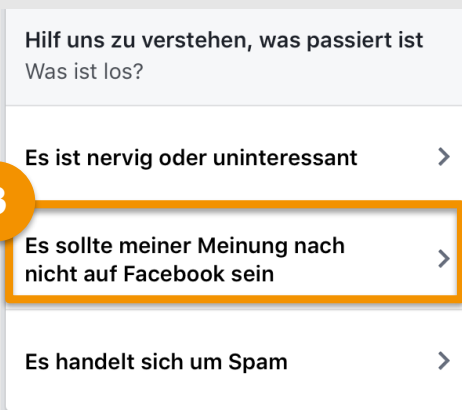 Hilf uns zu verstehen, was passiert ist
Was ist los?
Es ist nervig oder uninteressant
Es sollte meiner Meinung nach
nicht auf Facebook sein
Es handelt sich um Spam